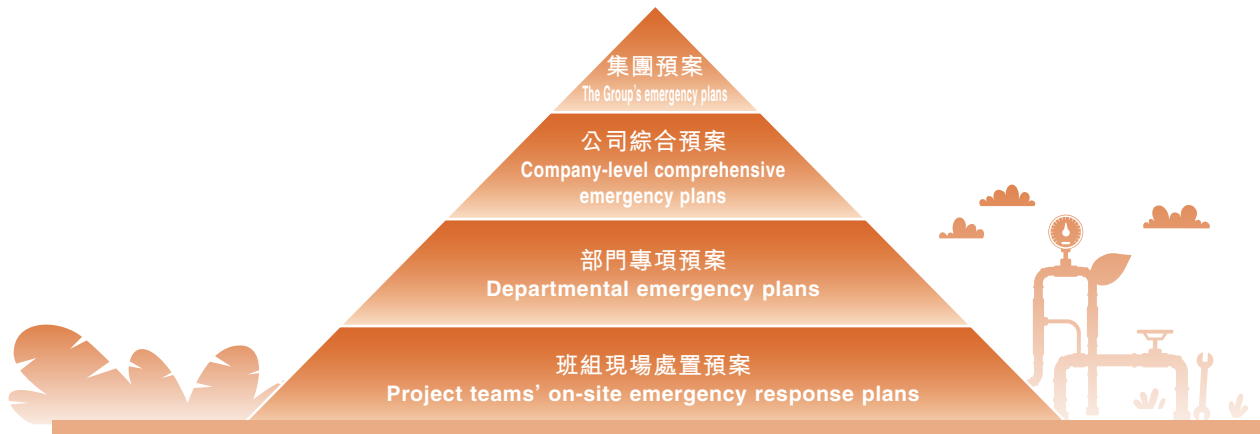 集團預案
The Group's emergency plans
公司綜合預案
Company-level comprehensive
emergency plans
部門專項預案
Departmental emergency plans
班組現場處置預案
Project teams' on-site emergency response plans